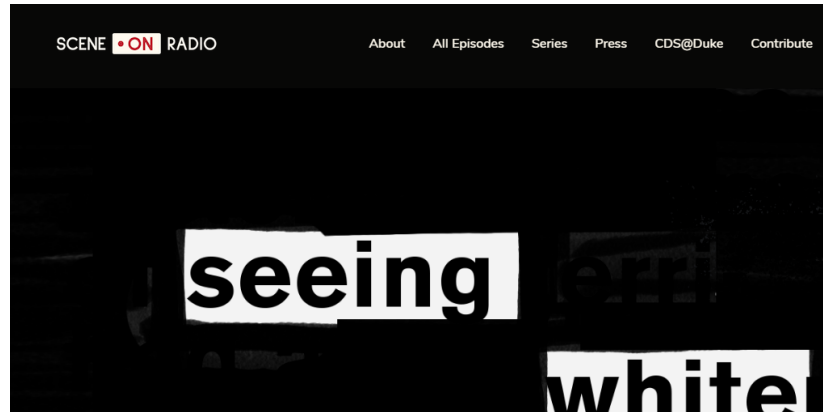 SCENE ON RADIO
About All Episodes Series Press CDS@Duke Contribute
seeing
white